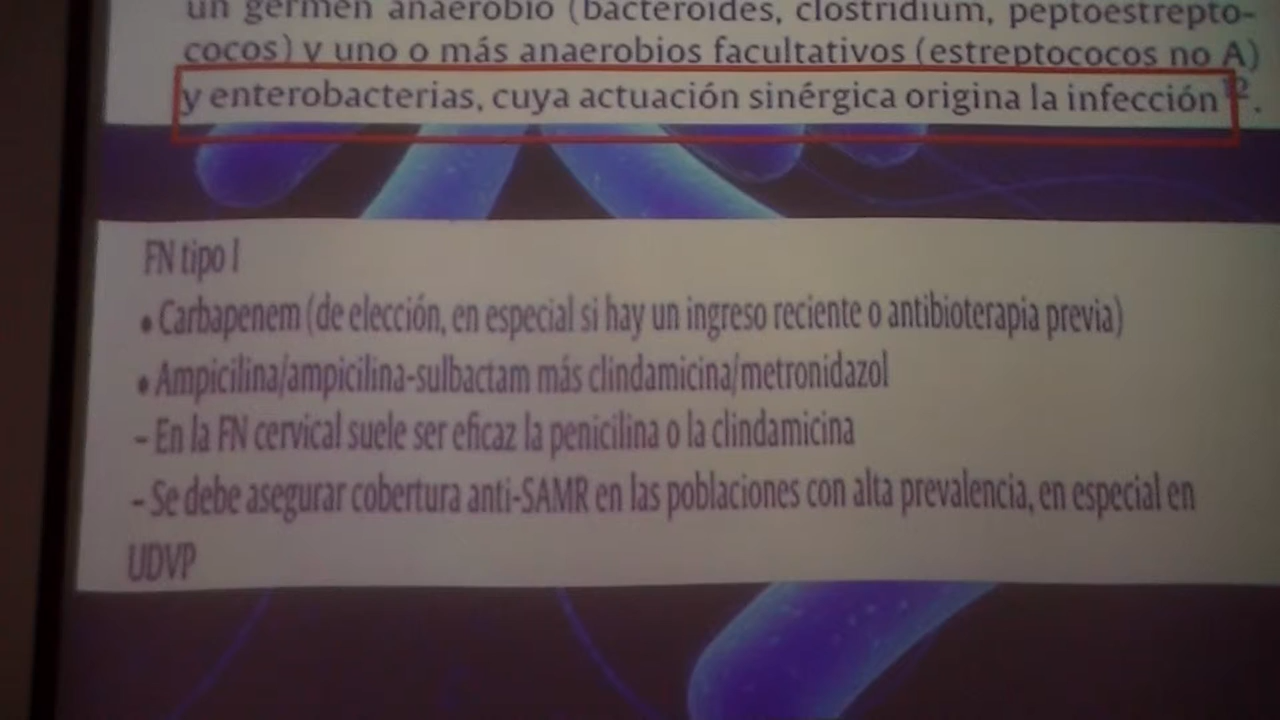 un germen anaerobio (bacteroides, clostridium, peptoestrepto-
cocos) y uno o más anaerobios facultativos (estreptococos no A)
y enterobacterias, cuya actuación sinérgica origina la infección12.
FN tipo I
• Carbapenem (de elección, en especial si hay un ingreso reciente o antibioterapia previa)
• Ampicilina/ampicilina-sulbactam más clindamicina/metronidazol
– En la FN cervical suele ser eficaz la penicilina o la clindamicina
– Se debe asegurar cobertura anti-SAMR en las poblaciones con alta prevalencia, en especial en
UDVP